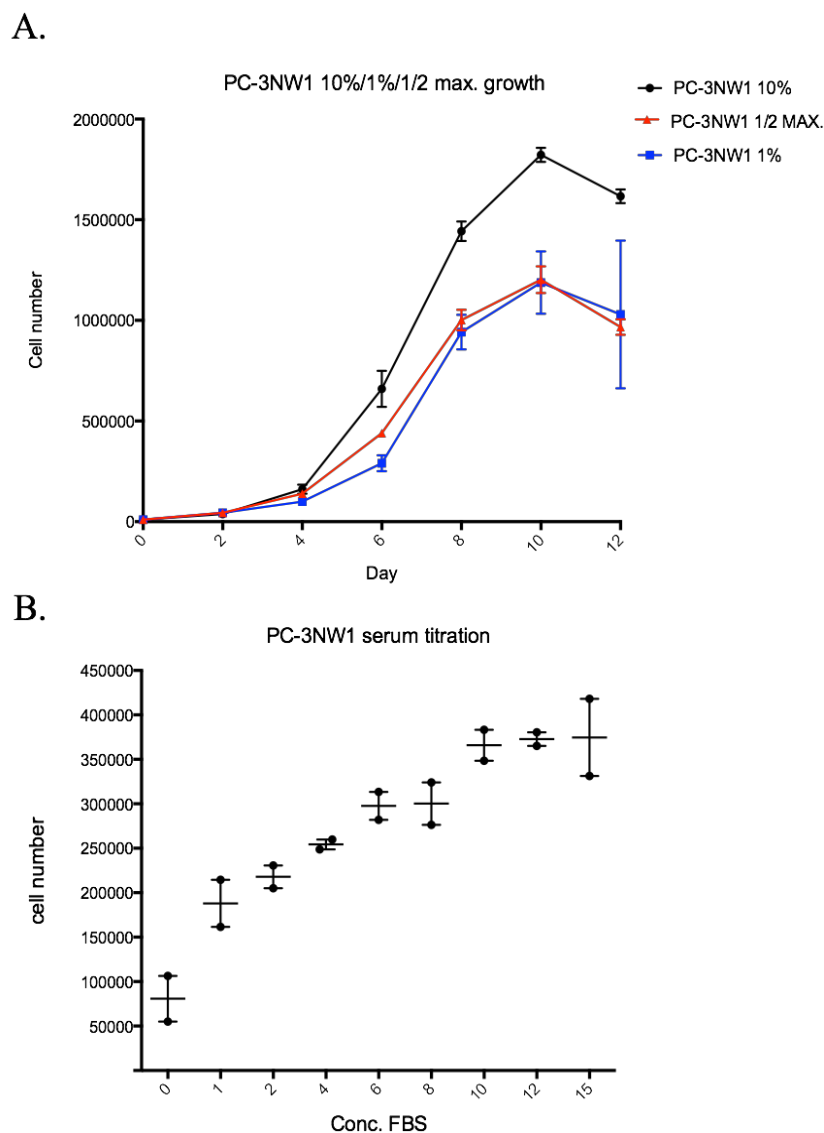 A.
PC-3NW1 10%/1%/1/2 max. growth
PC-3NW1 10%
PC-3NW1 1/2 MAX.
PC-3NW1 1%
2000000
1500000
1000000
500000
0
Cell number
0 2 4 6 8 10 12
Day
B.
PC-3NW1 serum titration
450000
400000
350000
300000
250000
200000
150000
100000
50000
cell number
0 1 2 4 6 8 10 12 15
Conc. FBS